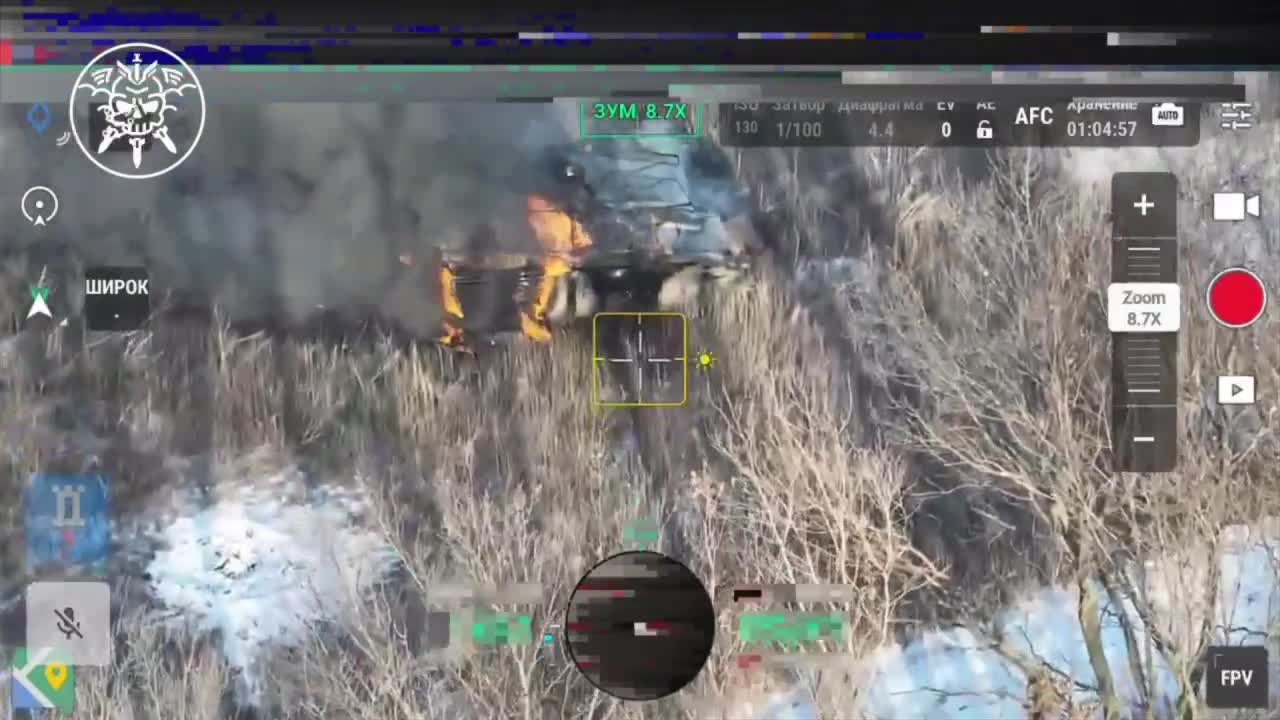 ЗУМ 8.7X
ISO Затвор Диафрагма EV AE Хранение
130 1/100 4.4 0 AFC 01:04:57 AUTO
ШИРОК
Zoom
8.7X
FPV